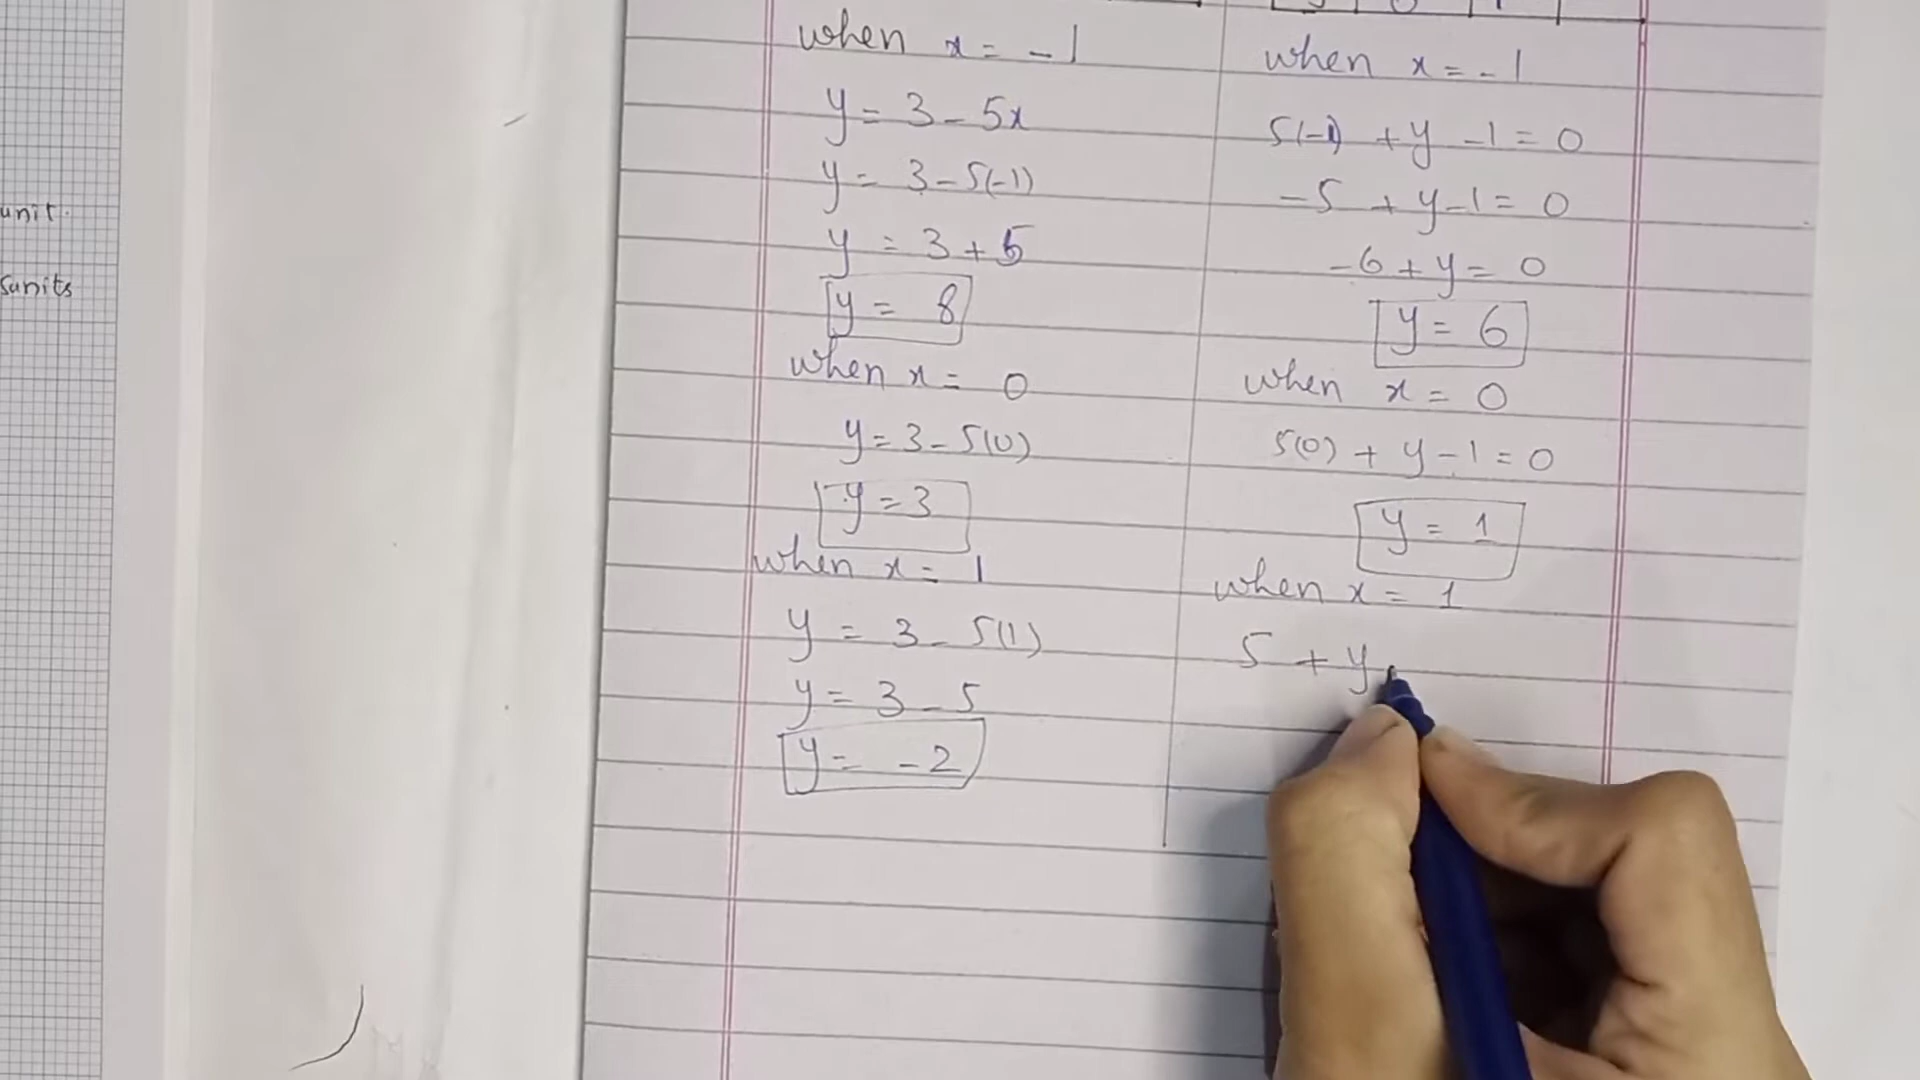 unit.
5units
when x = -1
y = 3 - 5x
y = 3 - 5(-1)
y = 3 + 5
y = 8
when x = 0
y = 3 - 5(0)
y = 3
when x = 1
y = 3 - 5(1)
y = 3 - 5
y = -2
when x = -1
5(-1) + y - 1 = 0
-5 + y - 1 = 0
-6 + y = 0
y = 6
when x = 0
5(0) + y - 1 = 0
y = 1
when x = 1
5 + y